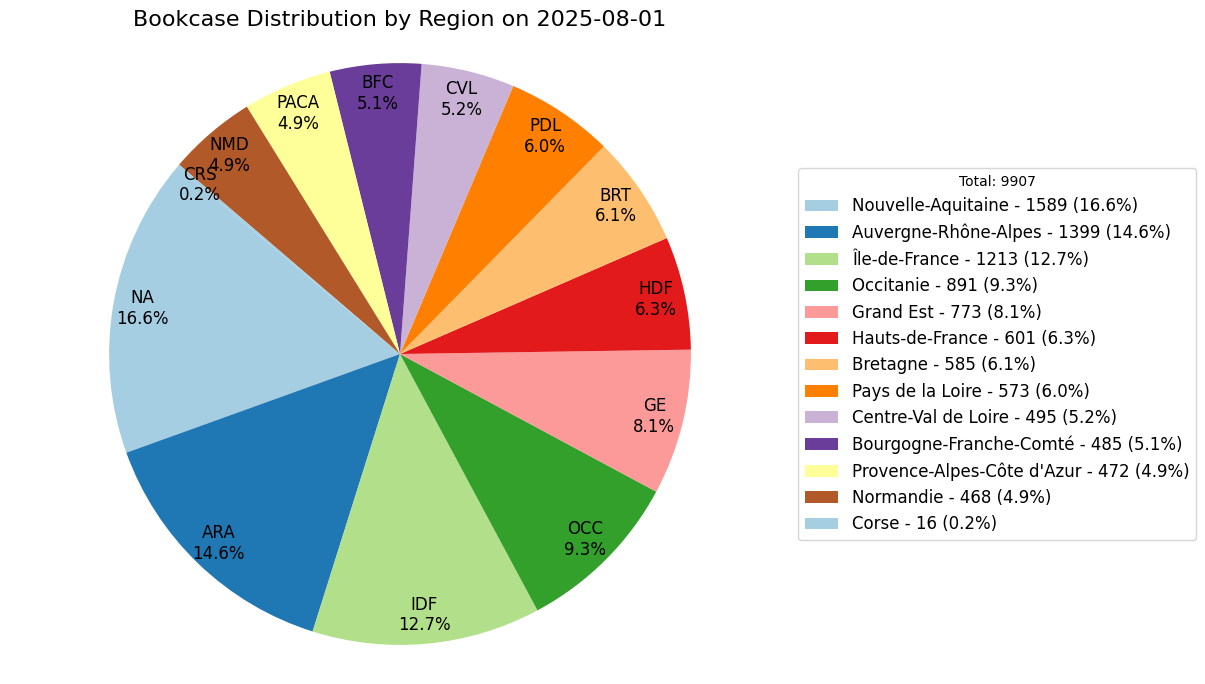 Bookcase Distribution by Region on 2025-08-01
BFC
5.1%
CVL
5.2%
PACA
4.9%
PDL
6.0%
NMD
4.9%
CRS
0.2%
BRT
6.1%
HDF
6.3%
NA
16.6%
GE
8.1%
ARA
14.6%
OCC
9.3%
IDF
12.7%
Total: 9907
Nouvelle-Aquitaine - 1589 (16.6%)
Auvergne-Rhône-Alpes - 1399 (14.6%)
Île-de-France - 1213 (12.7%)
Occitanie - 891 (9.3%)
Grand Est - 773 (8.1%)
Hauts-de-France - 601 (6.3%)
Bretagne - 585 (6.1%)
Pays de la Loire - 573 (6.0%)
Centre-Val de Loire - 495 (5.2%)
Bourgogne-Franche-Comté - 485 (5.1%)
Provence-Alpes-Côte d'Azur - 472 (4.9%)
Normandie - 468 (4.9%)
Corse - 16 (0.2%)